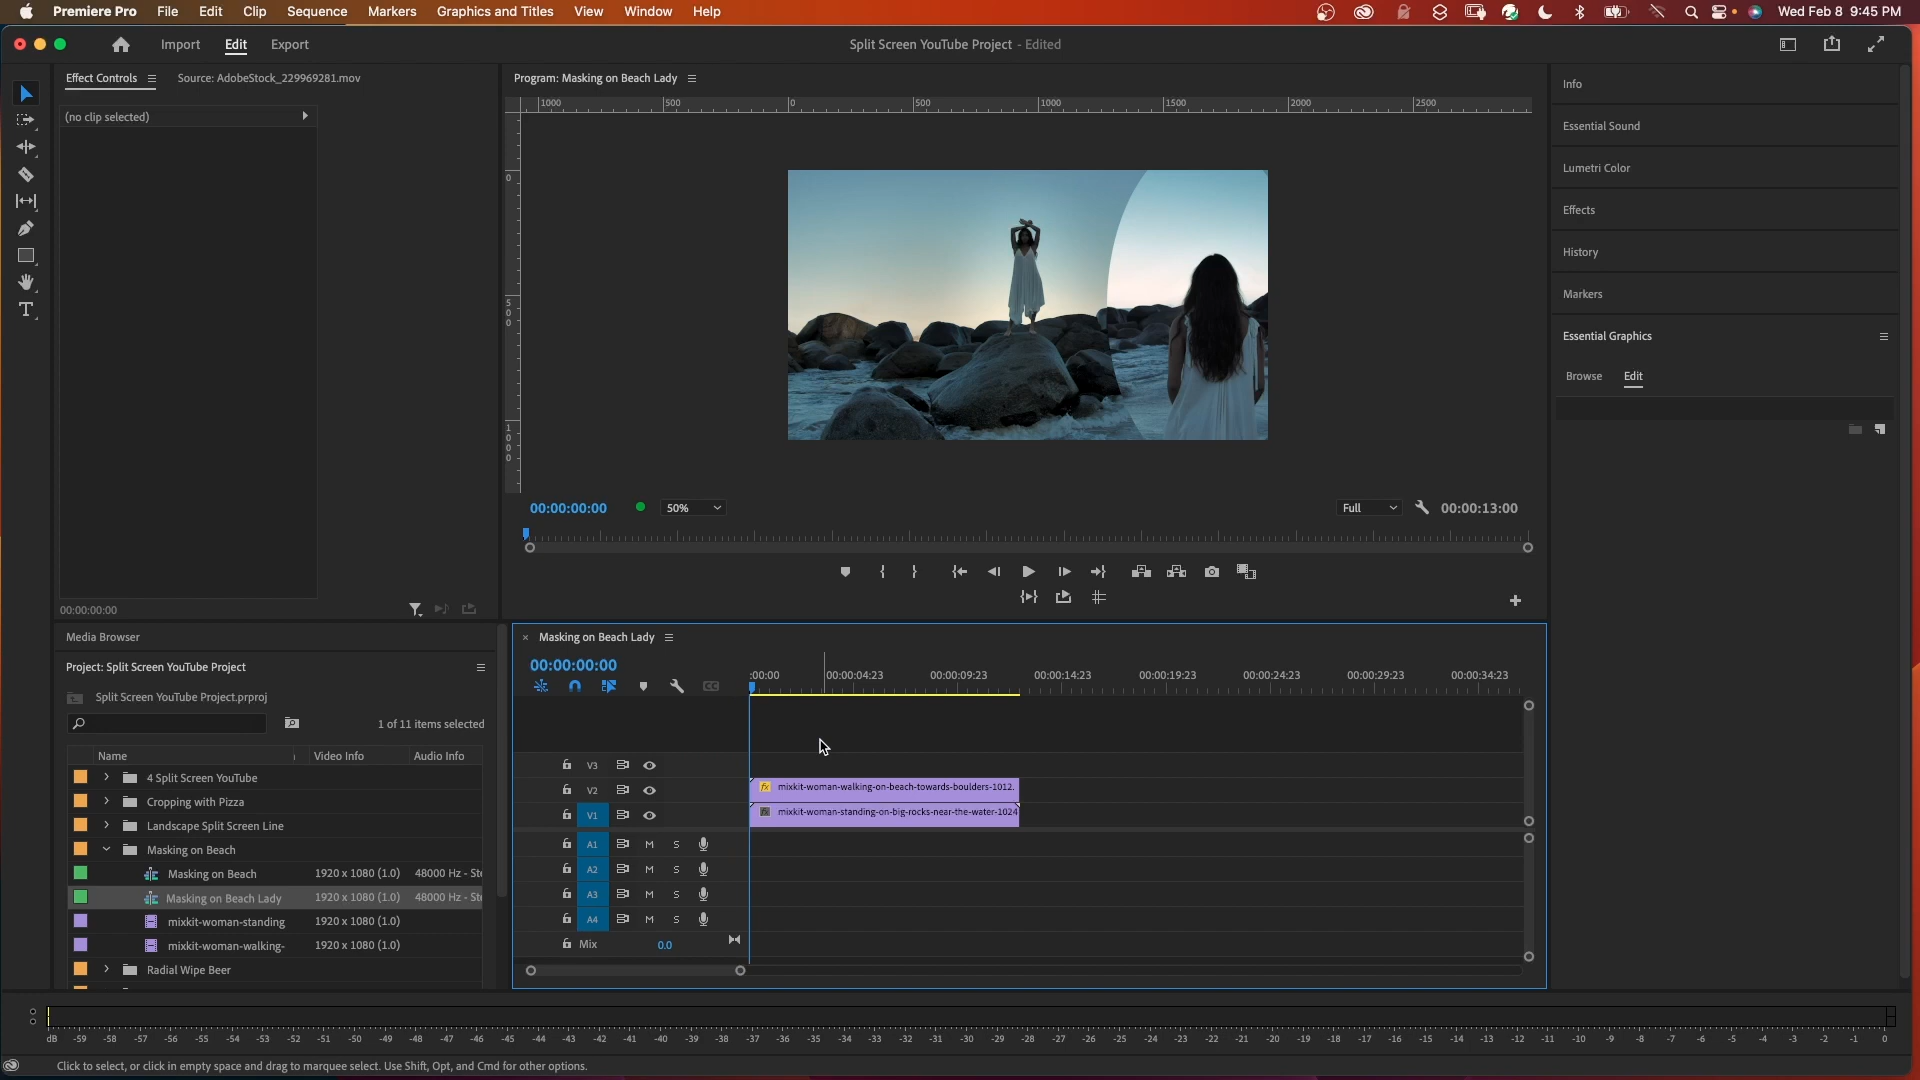 Premiere Pro File Edit Clip Sequence Markers Graphics and Titles View Window Help Wed Feb 8 9:45 PM
Import Edit Export Split Screen YouTube Project - Edited
Effect Controls Source: AdobeStock_229969281.mov Program: Masking on Beach Lady
(no clip selected)
1000 500 0 500 1000 1500 2000 2500
0
500
1000
Info
Essential Sound
Lumetri Color
Effects
History
Markers
Essential Graphics
Browse Edit
00:00:00:00 50% Full 00:00:13:00
00:00:00:00
Media Browser
Project: Split Screen YouTube Project
Split Screen YouTube Project.prproj
1 of 11 items selected
Name Video Info Audio Info
4 Split Screen YouTube
Cropping with Pizza
Landscape Split Screen Line
Masking on Beach
Masking on Beach 1920 x 1080 (1.0) 48000 Hz - Ste
Masking on Beach Lady 1920 x 1080 (1.0) 48000 Hz - Ste
mixkit-woman-standing 1920 x 1080 (1.0)
mixkit-woman-walking- 1920 x 1080 (1.0)
Radial Wipe Beer
× Masking on Beach Lady
00:00:00:00
:00:00 00:00:04:23 00:00:09:23 00:00:14:23 00:00:19:23 00:00:24:23 00:00:29:23 00:00:34:23
CC
V3
V2 fx mixkit-woman-walking-on-beach-towards-boulders-1012.
V1 fx mixkit-woman-standing-on-big-rocks-near-the-water-1024
A1 M S
A2 M S
A3 M S
A4 M S
Mix 0.0
dB -59 -58 -57 -56 -55 -54 -53 -52 -51 -50 -49 -48 -47 -46 -45 -44 -43 -42 -41 -40 -39 -38 -37 -36 -35 -34 -33 -32 -31 -30 -29 -28 -27 -26 -25 -24 -23 -22 -21 -20 -19 -18 -17 -16 -15 -14 -13 -12 -11 -10 -9 -8 -7 -6 -5 -4 -3 -2 -1 0
Click to select, or click in empty space and drag to marquee select. Use Shift, Opt, and Cmd for other options.